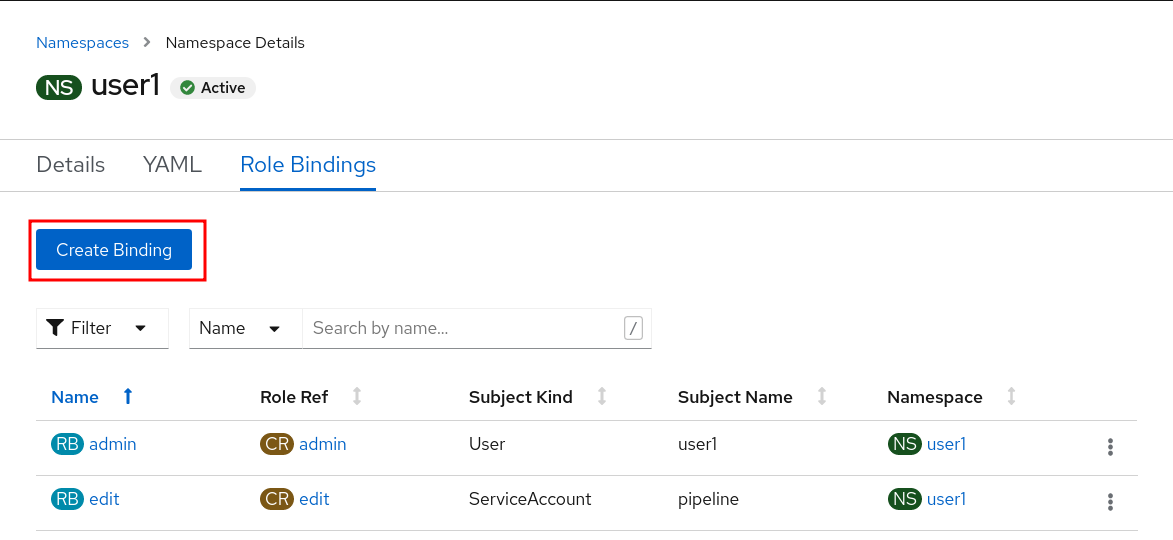 Namespaces > Namespace Details
NS user1 Active
Details YAML Role Bindings
Create Binding
Filter Name Search by name... /
Name Role Ref Subject Kind Subject Name Namespace
RB admin CR admin User user1 NS user1
RB edit CR edit ServiceAccount pipeline NS user1